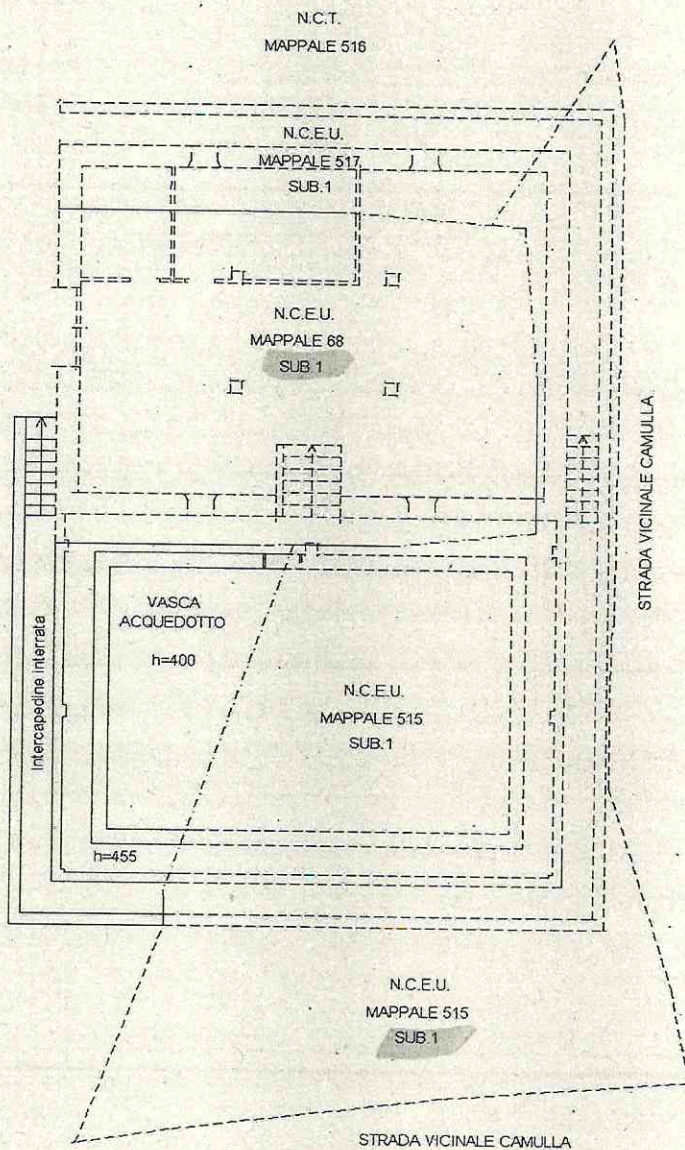 N.C.T.
MAPPALE 516
N.C.E.U.
MAPPALE 517
SUB.1
N.C.E.U.
MAPPALE 68
SUB.1
STRADA VICINALE CAMULLA
Intercapedine interrata
VASCA
ACQUEDOTTO
h=400
N.C.E.U.
MAPPALE 515
SUB.1
h=455
N.C.E.U.
MAPPALE 515
SUB.1
STRADA VICINALE CAMULLA